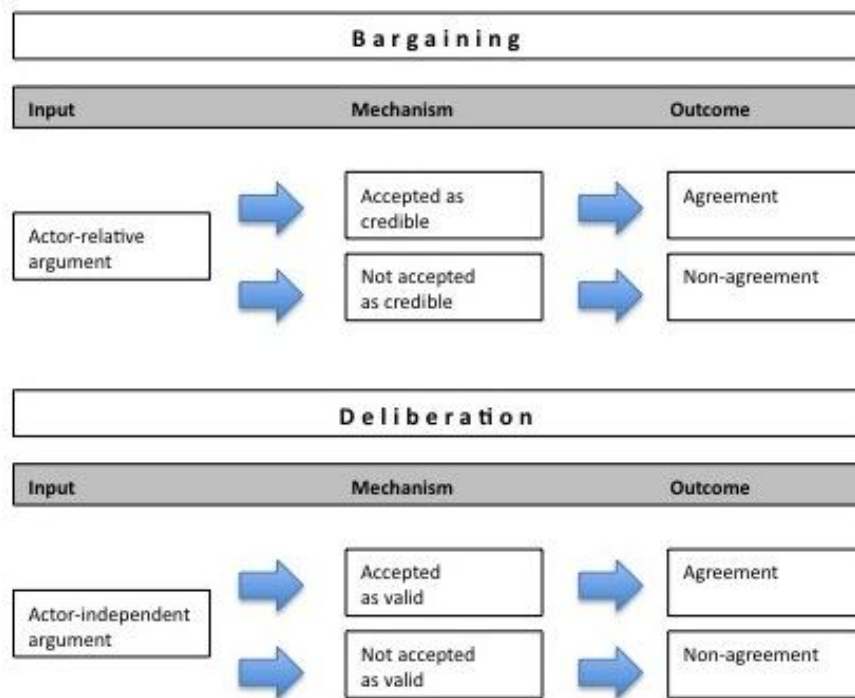 Bargaining
Input Mechanism Outcome
Accepted as
credible
Agreement
Actor-relative
argument
Not accepted
as credible
Non-agreement
Deliberation
Input Mechanism Outcome
Accepted
as valid
Agreement
Actor-independent
argument
Not accepted
as valid
Non-agreement